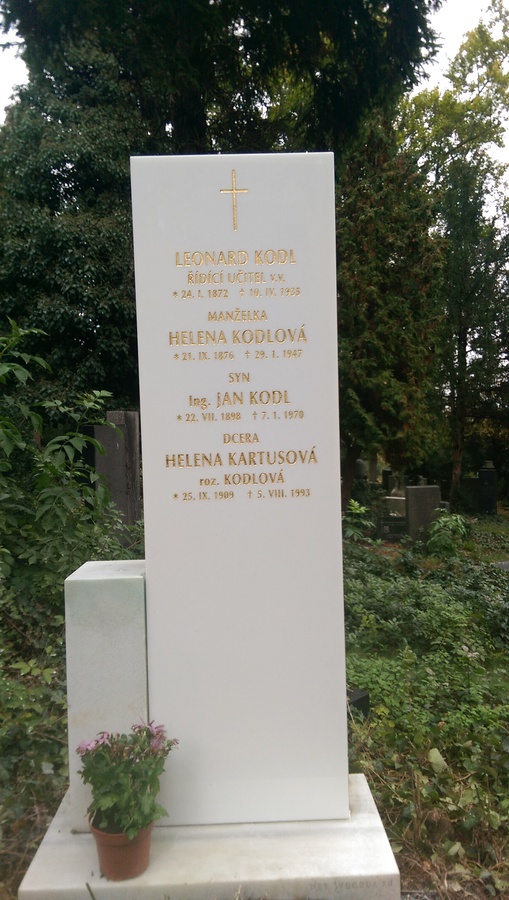 LEONARD KODL
ŘÍDÍCÍ UČITEL V.V.
* 24. I. 1872 † 10. IV. 1935
MANŽELKA
HELENA KODLOVÁ
* 21. IX. 1876 † 29. I. 1947
SYN
Ing. JAN KODL
* 22. VII. 1898 † 7. I. 1970
DCERA
HELENA KARTUSOVÁ
roz. KODLOVÁ
* 25. IX. 1909 † 5. VIII. 1993